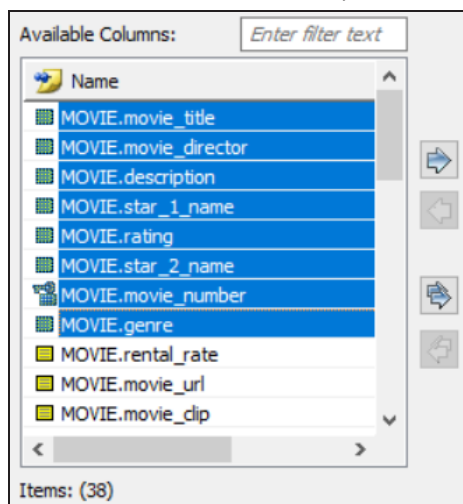 Available Columns: Enter filter text
Name
MOVIE.movie_title
MOVIE.movie_director
MOVIE.description
MOVIE.star_1_name
MOVIE.rating
MOVIE.star_2_name
MOVIE.movie_number
MOVIE.genre
MOVIE.rental_rate
MOVIE.movie_url
MOVIE.movie_clip
Items: (38)